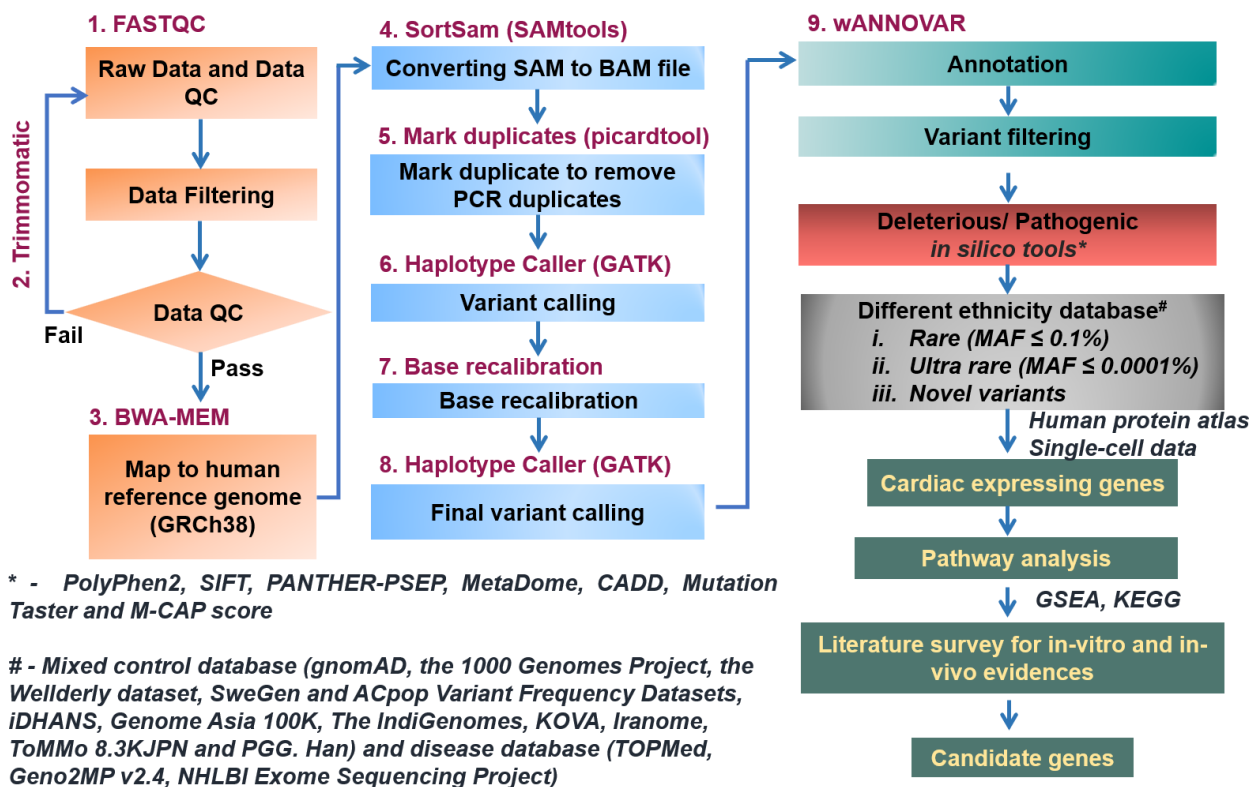 1. FASTQC
Raw Data and Data
QC
2. Trimmomatic
Data Filtering
Data QC
Fail
Pass
3. BWA-MEM
Map to human
reference genome
(GRCh38)
4. SortSam (SAMtools)
Converting SAM to BAM file
5. Mark duplicates (picardtool)
Mark duplicate to remove
PCR duplicates
6. Haplotype Caller (GATK)
Variant calling
7. Base recalibration
Base recalibration
8. Haplotype Caller (GATK)
Final variant calling
9. wANNOVAR
Annotation
Variant filtering
Deleterious/ Pathogenic
in silico tools*
Different ethnicity database#
i. Rare (MAF ≤ 0.1%)
ii. Ultra rare (MAF ≤ 0.0001%)
iii. Novel variants
Human protein atlas
Single-cell data
Cardiac expressing genes
Pathway analysis
GSEA, KEGG
Literature survey for in-vitro and in-
vivo evidences
Candidate genes
* - PolyPhen2, SIFT, PANTHER-PSEP, MetaDome, CADD, Mutation
Taster and M-CAP score
# - Mixed control database (gnomAD, the 1000 Genomes Project, the
Wellderly dataset, SweGen and ACpop Variant Frequency Datasets,
iDHANS, Genome Asia 100K, The IndiGenomes, KOVA, Iranome,
ToMMo 8.3KJPN and PGG. Han) and disease database (TOPMed,
Geno2MP v2.4, NHLBI Exome Sequencing Project)